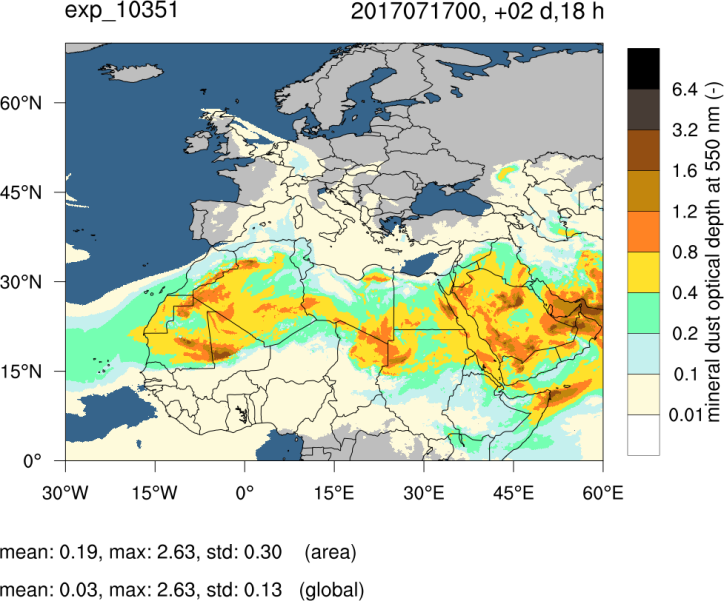 exp_10351
2017071700, +02 d,18 h
60°N
45°N
30°N
15°N
0°
30°W
15°W
0°
15°E
30°E
45°E
60°E
6.4
3.2
1.6
1.2
0.8
0.4
0.2
0.1
0.01
mineral dust optical depth at 550 nm (-)
mean: 0.19, max: 2.63, std: 0.30 (area)
mean: 0.03, max: 2.63, std: 0.13 (global)